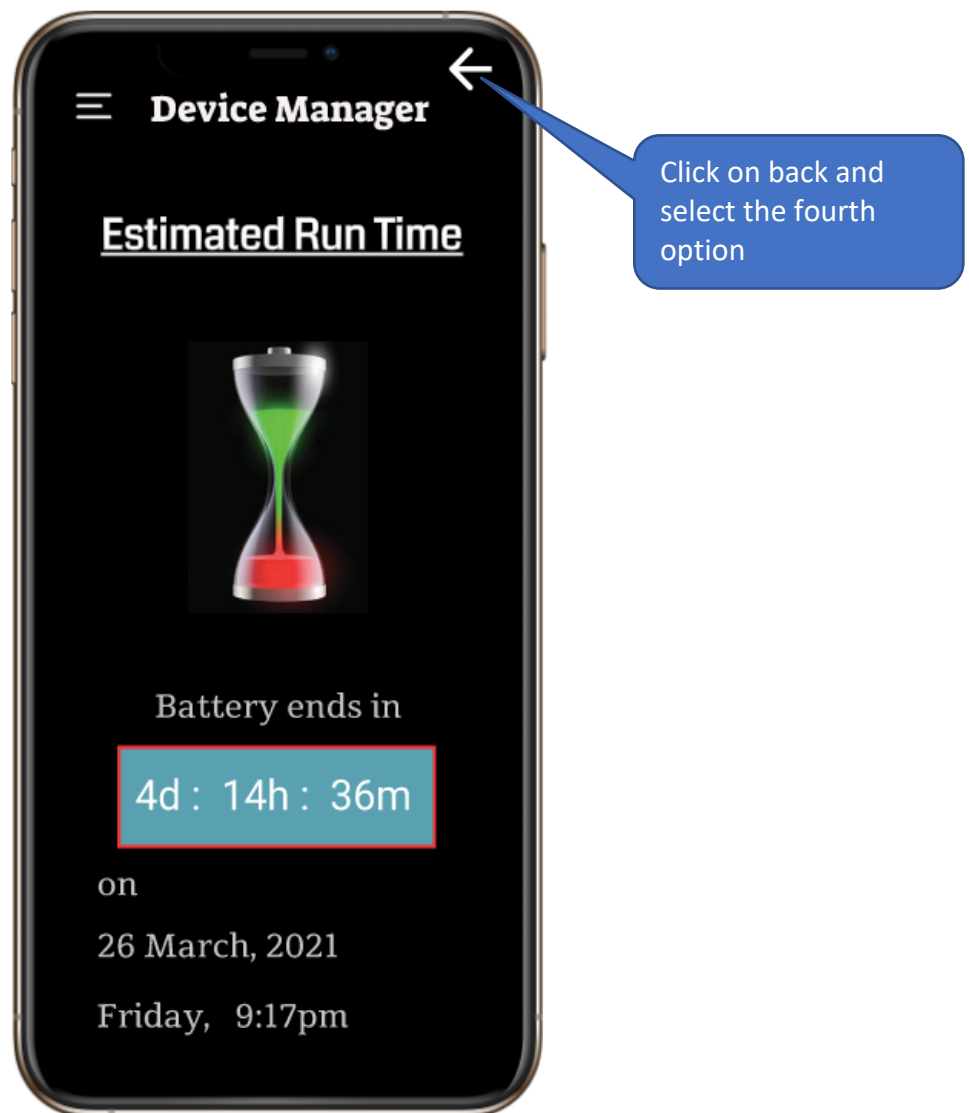 Device Manager
Click on back and
select the fourth
option
Estimated Run Time
Battery ends in
4d : 14h : 36m
on
26 March, 2021
Friday, 9:17pm